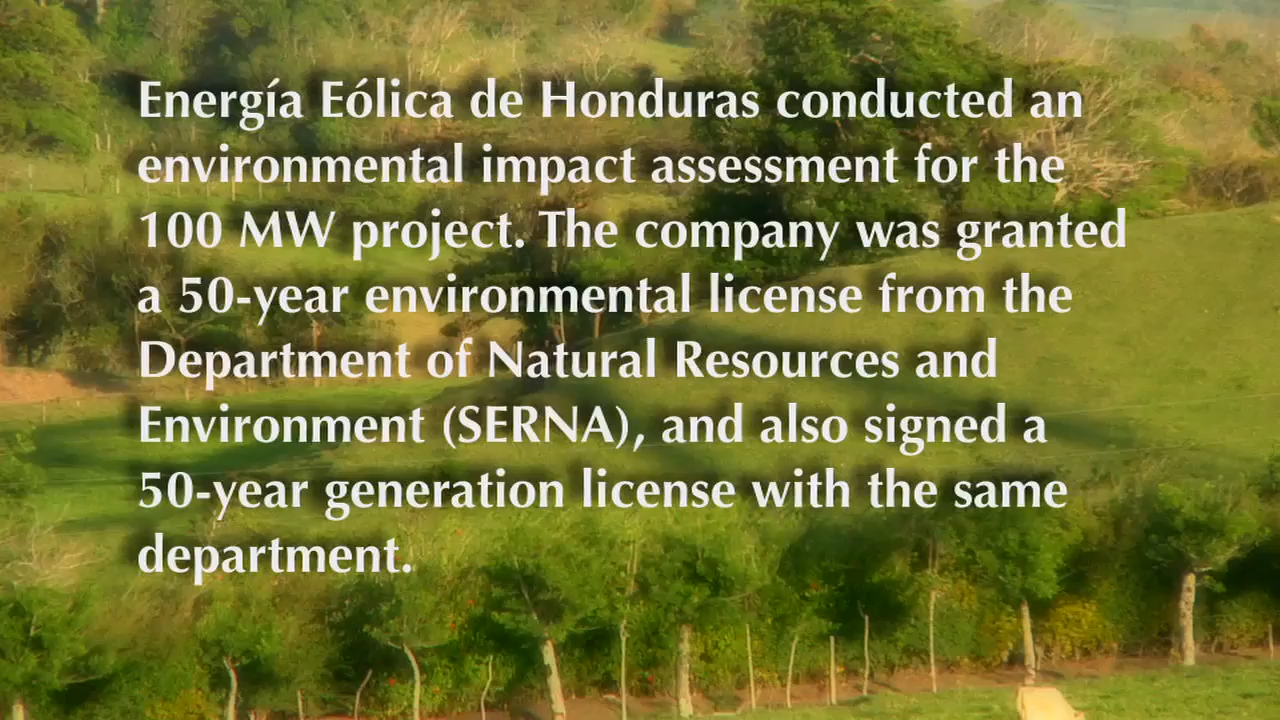 Energía Eólica de Honduras conducted an
environmental impact assessment for the
100 MW project. The company was granted
a 50-year environmental license from the
Department of Natural Resources and
Environment (SERNA), and also signed a
50-year generation license with the same
department.